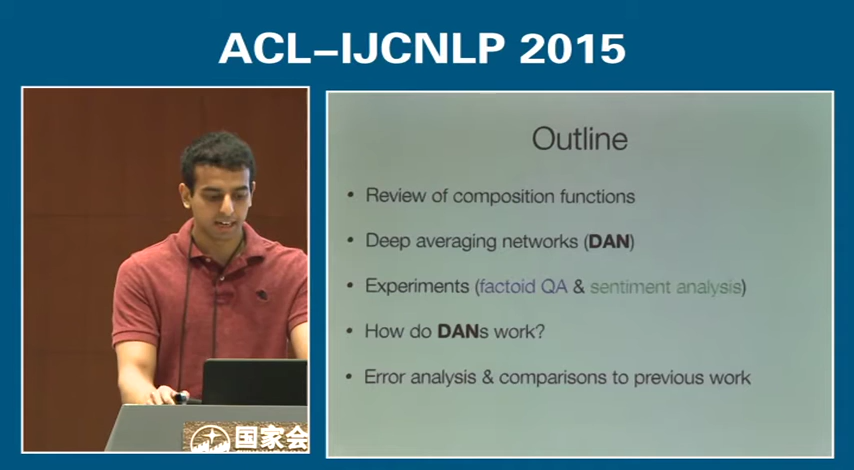 ACL–IJCNLP 2015
Outline
• Review of composition functions
• Deep averaging networks (DAN)
• Experiments (factoid QA & sentiment analysis)
• How do DANs work?
• Error analysis & comparisons to previous work
国家会